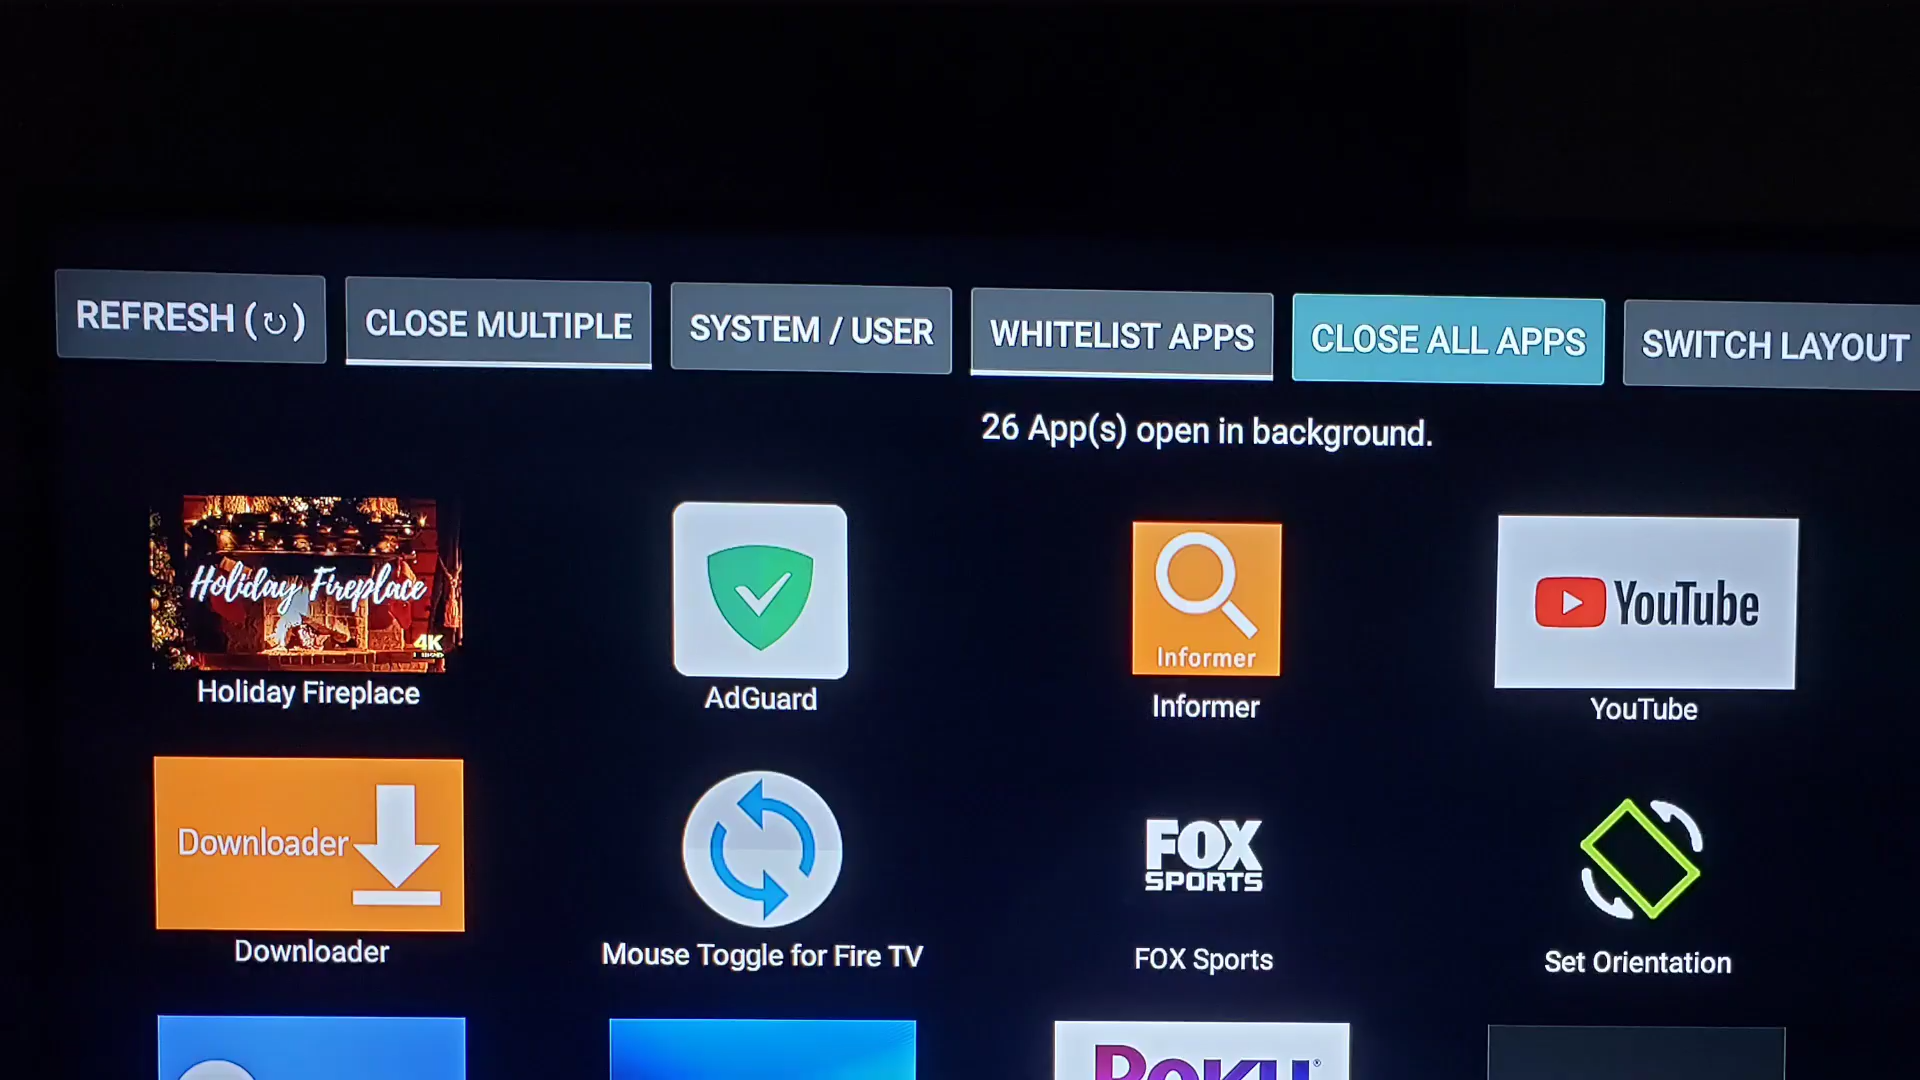 REFRESH (↻)
CLOSE MULTIPLE
SYSTEM / USER
WHITELIST APPS
CLOSE ALL APPS
SWITCH LAYOUT
26 App(s) open in background.
Holiday Fireplace
4K
Holiday Fireplace
AdGuard
Informer
Informer
YouTube
YouTube
Downloader
Downloader
Mouse Toggle for Fire TV
FOX
SPORTS
FOX Sports
Set Orientation
Roku